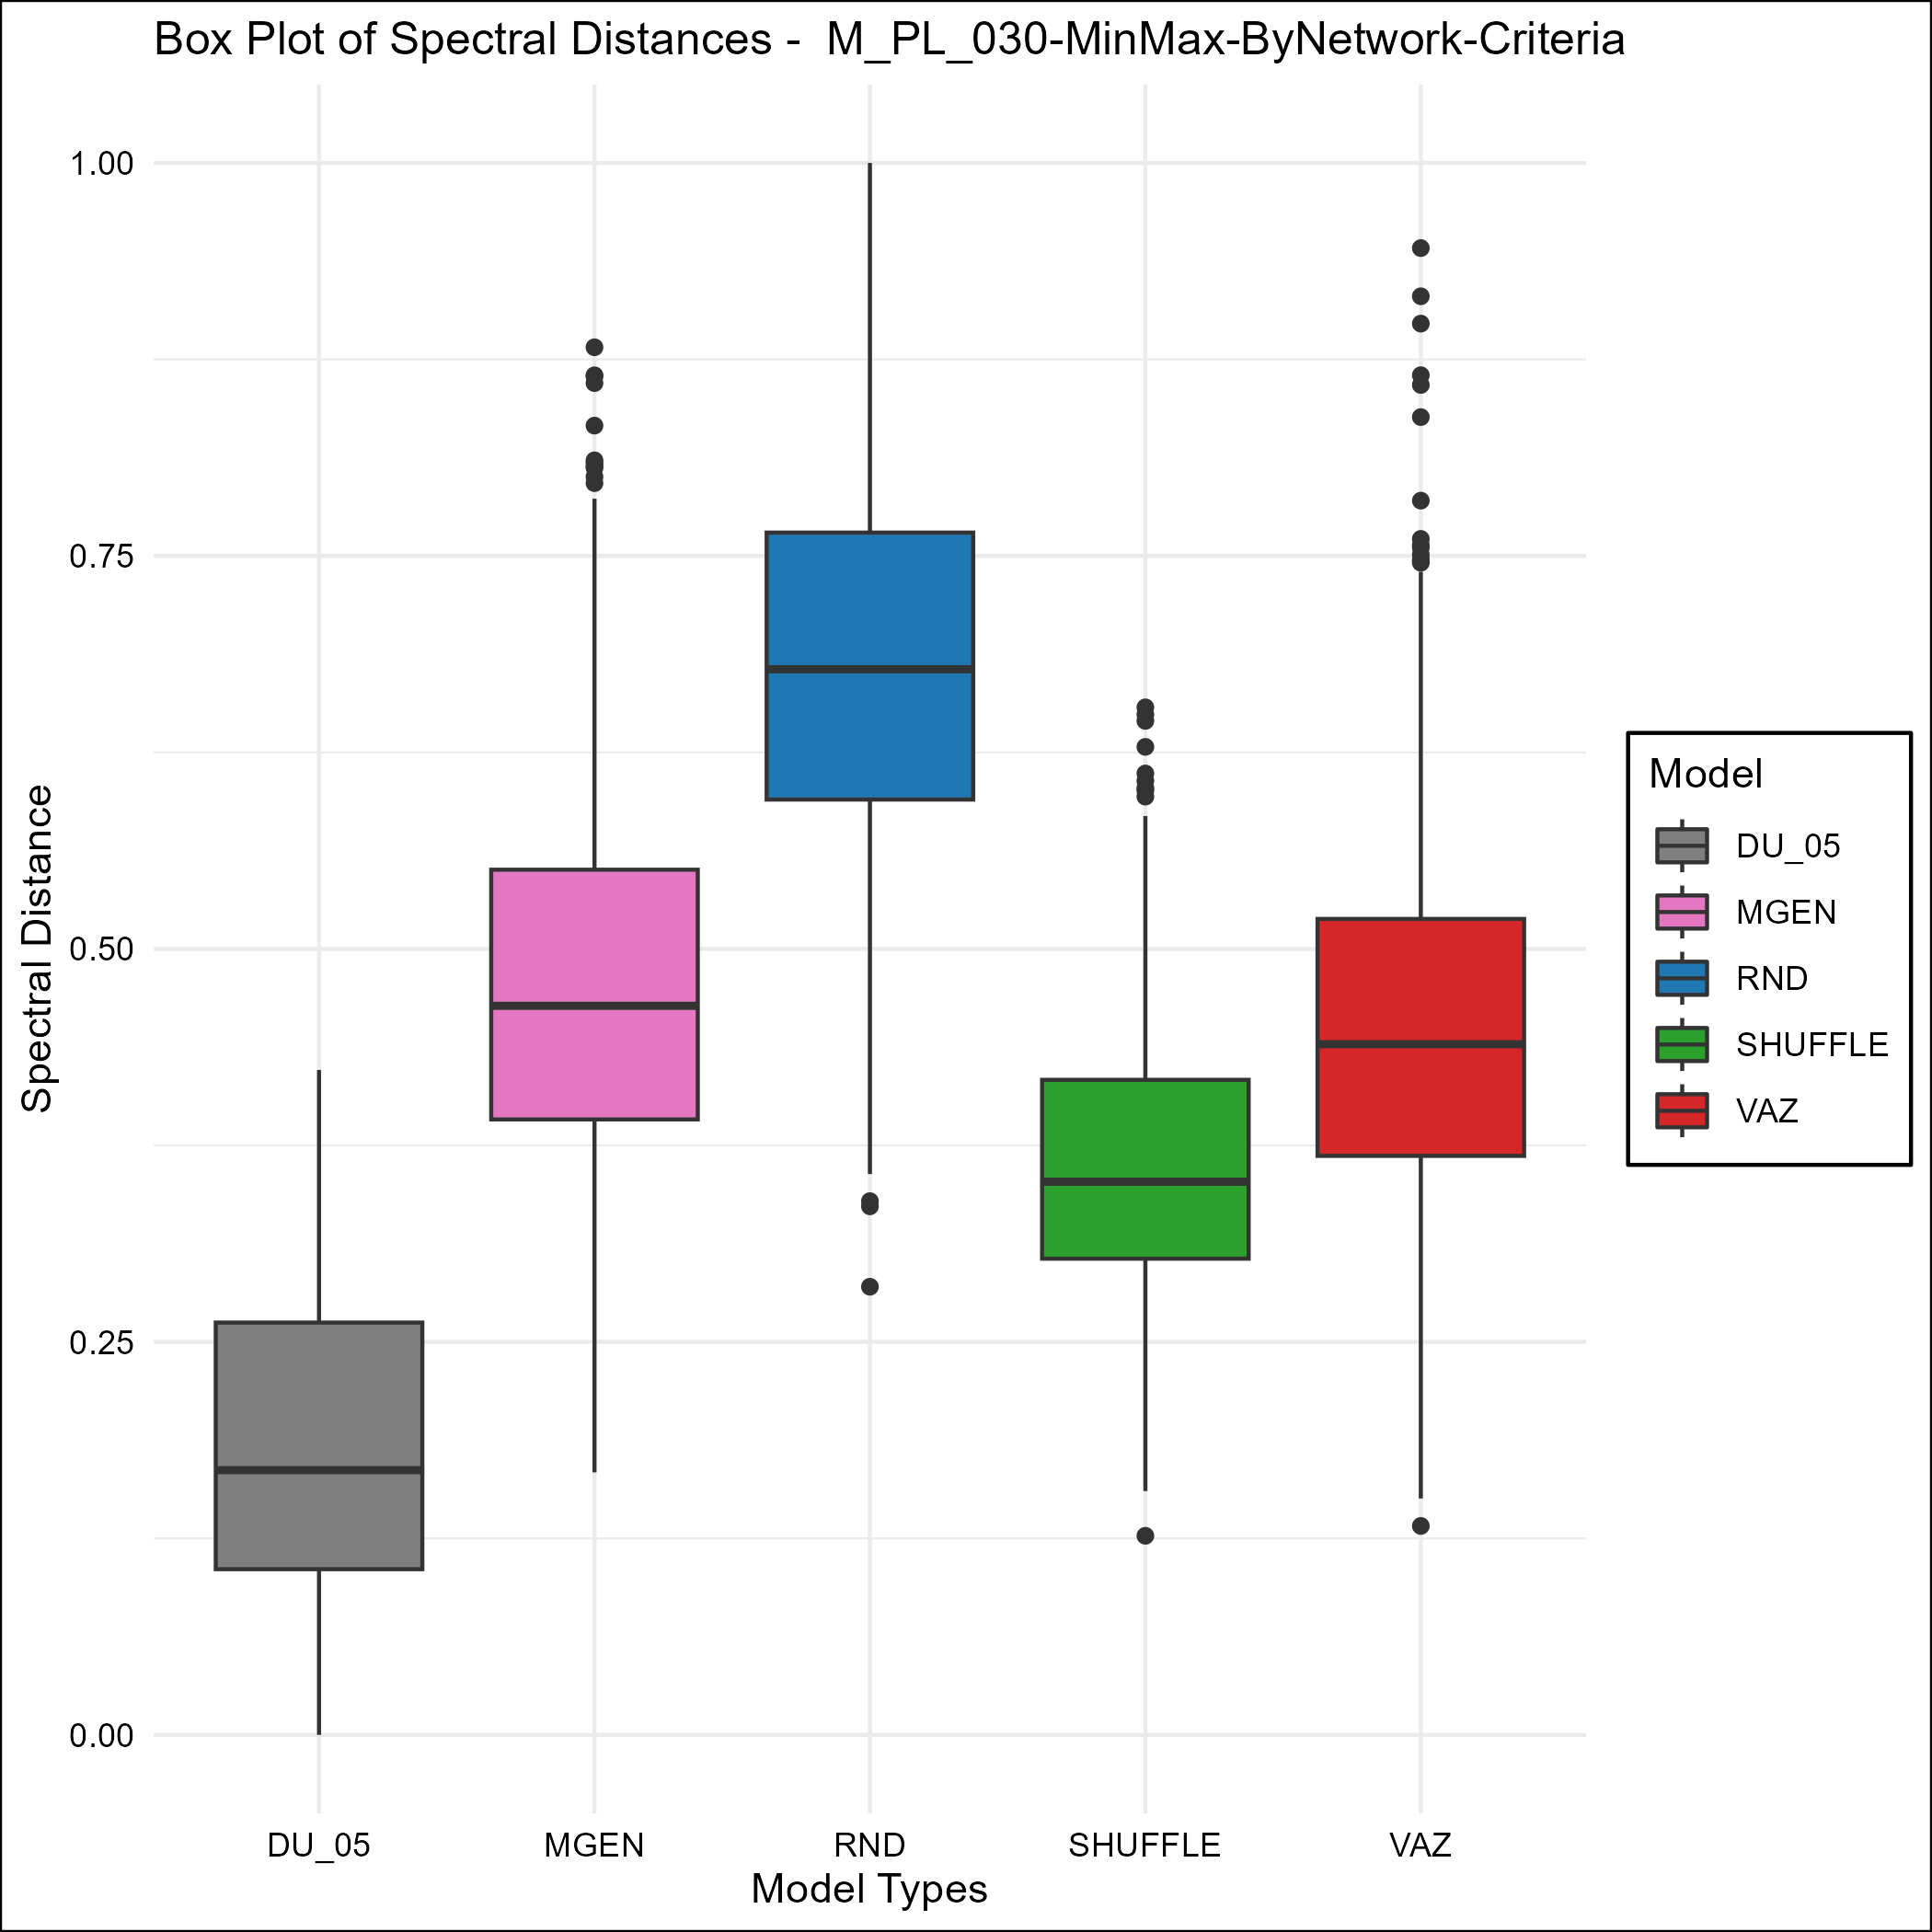 Box Plot of Spectral Distances -  M_PL_030-MinMax-ByNetwork-Criteria
1.00
0.75
0.50
0.25
0.00
Spectral Distance
DU_05
MGEN
RND
SHUFFLE
VAZ
Model Types
Model
DU_05
MGEN
RND
SHUFFLE
VAZ